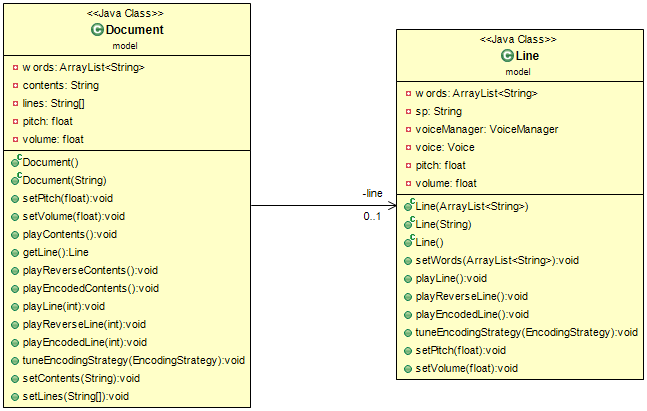 <<Java Class>>
Document
model
words: ArrayList<String>
contents: String
lines: String[]
pitch: float
volume: float
Document()
Document(String)
setPitch(float):void
setVolume(float):void
playContents():void
getLine():Line
playReverseContents():void
playEncodedContents():void
playLine(int):void
playReverseLine(int):void
playEncodedLine(int):void
tuneEncodingStrategy(EncodingStrategy):void
setContents(String):void
setLines(String[]):void
-line
0..1
<<Java Class>>
Line
model
words: ArrayList<String>
sp: String
voiceManager: VoiceManager
voice: Voice
pitch: float
volume: float
Line(ArrayList<String>)
Line(String)
Line()
setWords(ArrayList<String>):void
playLine():void
playReverseLine():void
playEncodedLine():void
tuneEncodingStrategy(EncodingStrategy):void
setPitch(float):void
setVolume(float):void